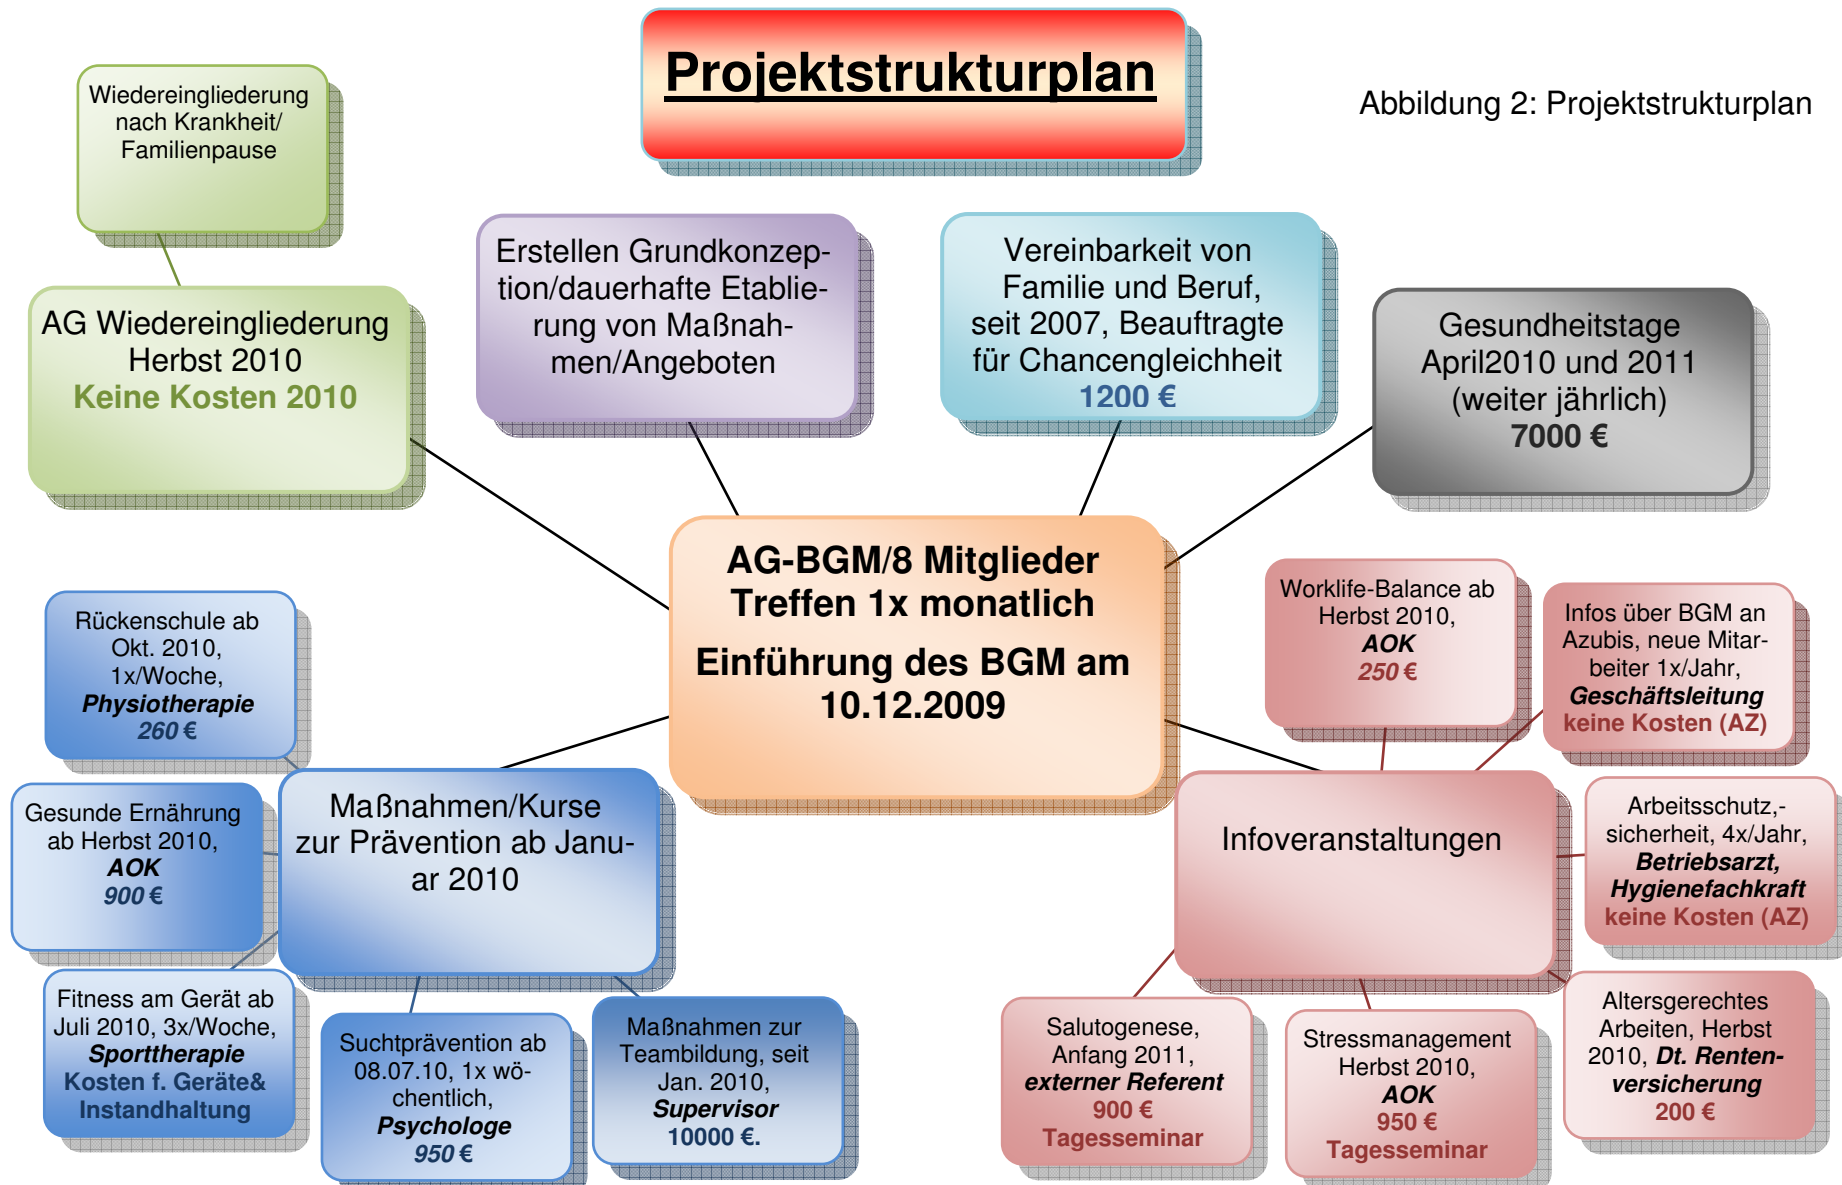 Projektstrukturplan
Abbildung 2: Projektstrukturplan
Wiedereingliederung
nach Krankheit/
Familienpause
AG Wiedereingliederung
Herbst 2010
Keine Kosten 2010
Erstellen Grundkonzep-
tion/dauerhafte Etablie-
rung von Maßnah-
men/Angeboten
Vereinbarkeit von
Familie und Beruf,
seit 2007, Beauftragte
für Chancengleichheit
1200 €
Gesundheitstage
April2010 und 2011
(weiter jährlich)
7000 €
AG-BGM/8 Mitglieder
Treffen 1x monatlich
Einführung des BGM am
10.12.2009
Rückenschule ab
Okt. 2010,
1x/Woche,
Physiotherapie
260 €
Gesunde Ernährung
ab Herbst 2010,
AOK
900 €
Maßnahmen/Kurse
zur Prävention ab Janu-
ar 2010
Fitness am Gerät ab
Juli 2010, 3x/Woche,
Sporttherapie
Kosten f. Geräte&
Instandhaltung
Suchtprävention ab
08.07.10, 1x wö-
chentlich,
Psychologe
950 €
Maßnahmen zur
Teambildung, seit
Jan. 2010,
Supervisor
10000 €.
Worklife-Balance ab
Herbst 2010,
AOK
250 €
Infos über BGM an
Azubis, neue Mitar-
beiter 1x/Jahr,
Geschäftsleitung
keine Kosten (AZ)
Infoveranstaltungen
Arbeitsschutz,-
sicherheit, 4x/Jahr,
Betriebsarzt,
Hygienefachkraft
keine Kosten (AZ)
Salutogenese,
Anfang 2011,
externer Referent
900 €
Tagesseminar
Stressmanagement
Herbst 2010,
AOK
950 €
Tagesseminar
Altersgerechtes
Arbeiten, Herbst
2010, Dt. Renten-
versicherung
200 €